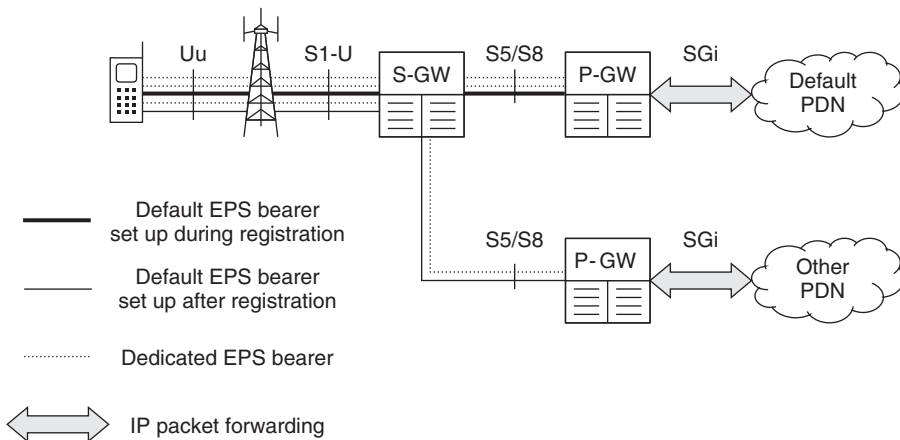 Uu
S1-U
S-GW
S5/S8
P-GW
SGi
Default
PDN
Default EPS bearer
set up during registration
S5/S8
P-GW
SGi
Other
PDN
Default EPS bearer
set up after registration
Dedicated EPS bearer
IP packet forwarding